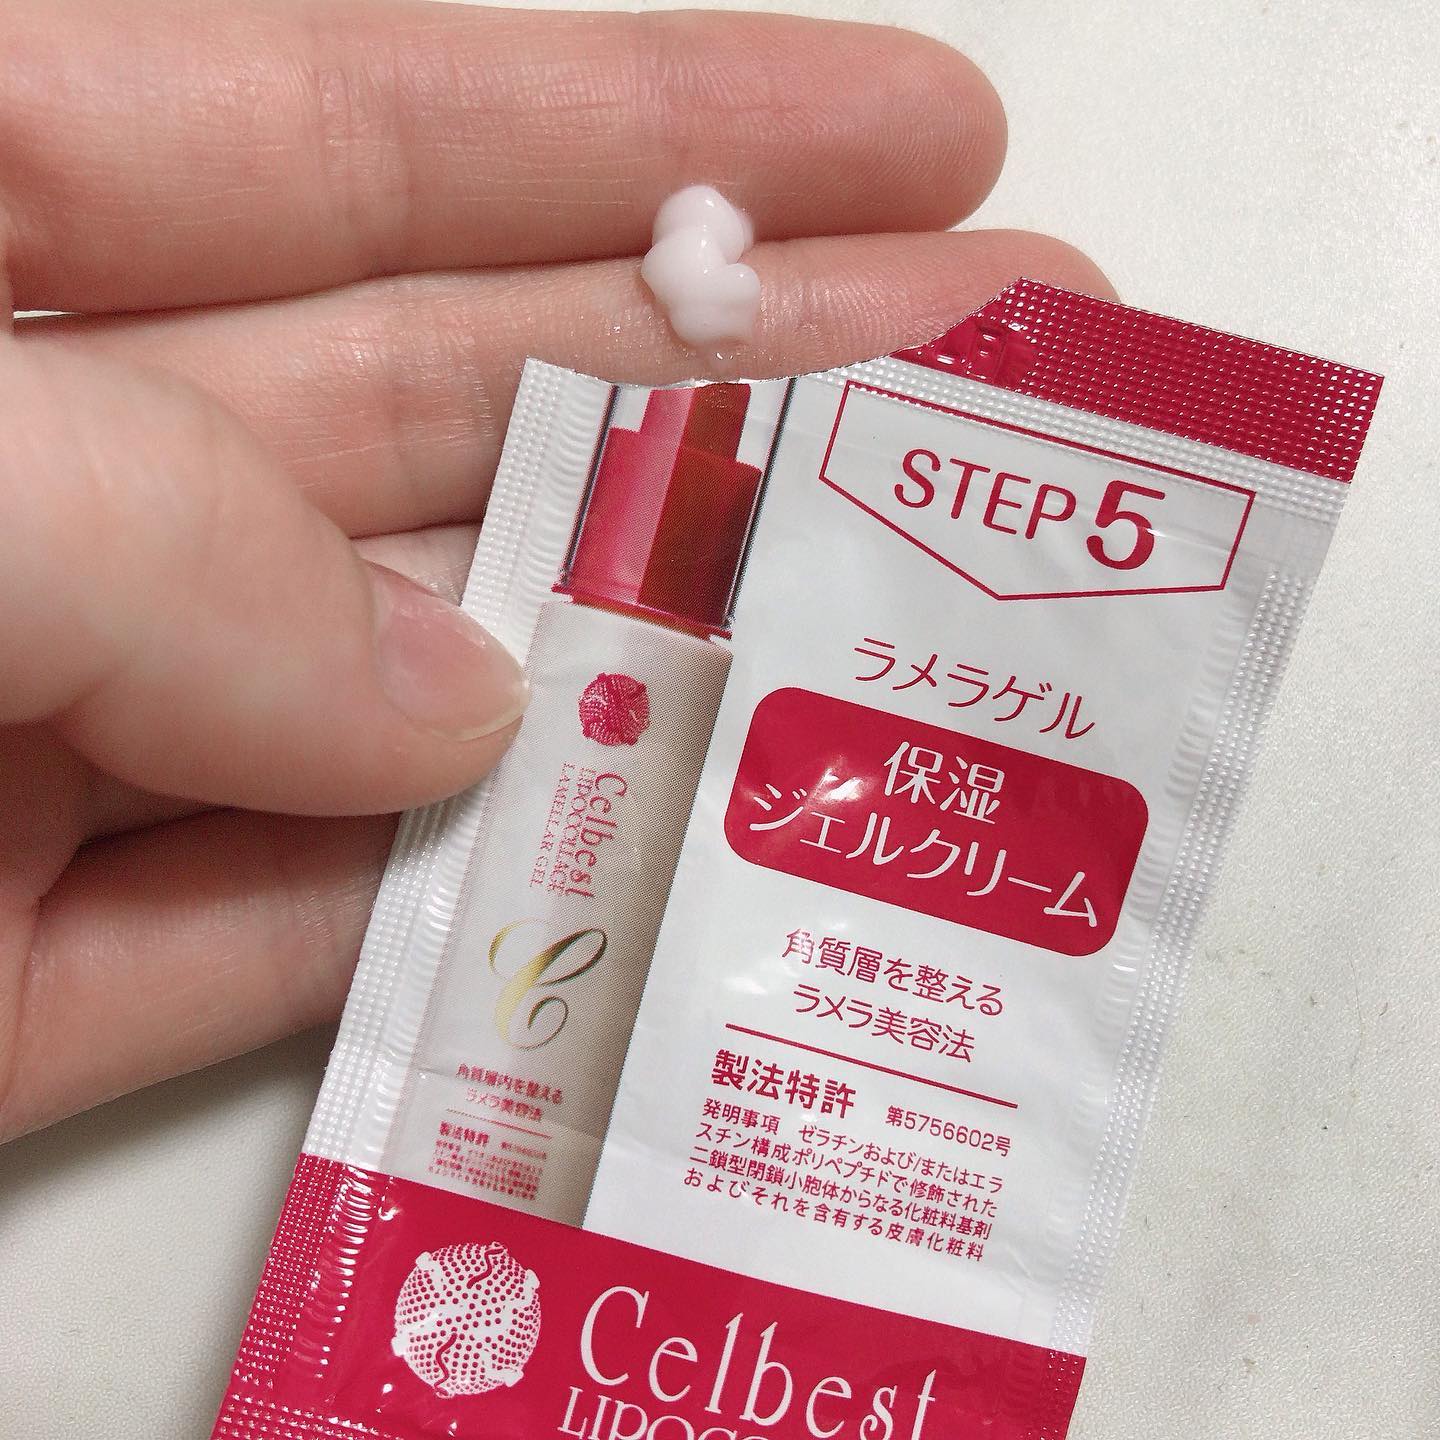 STEP 5
ラメラゲル
保湿
ジェルクリーム
角質層を整える
ラメラ美容法
製法特許 第5756602号
発明事項 ゼラチンおよび/またはエラ
スチン構成ポリペプチドで修飾された
二鎖型閉鎖小胞体からなる化粧料基剤
およびそれを含有する皮膚化粧料
Celbest
LIPOCOLLAGE
LAMELLAR GEL
C
角質層内を整える
ラメラ美容法
製法特許
Celbest
LIPOCO